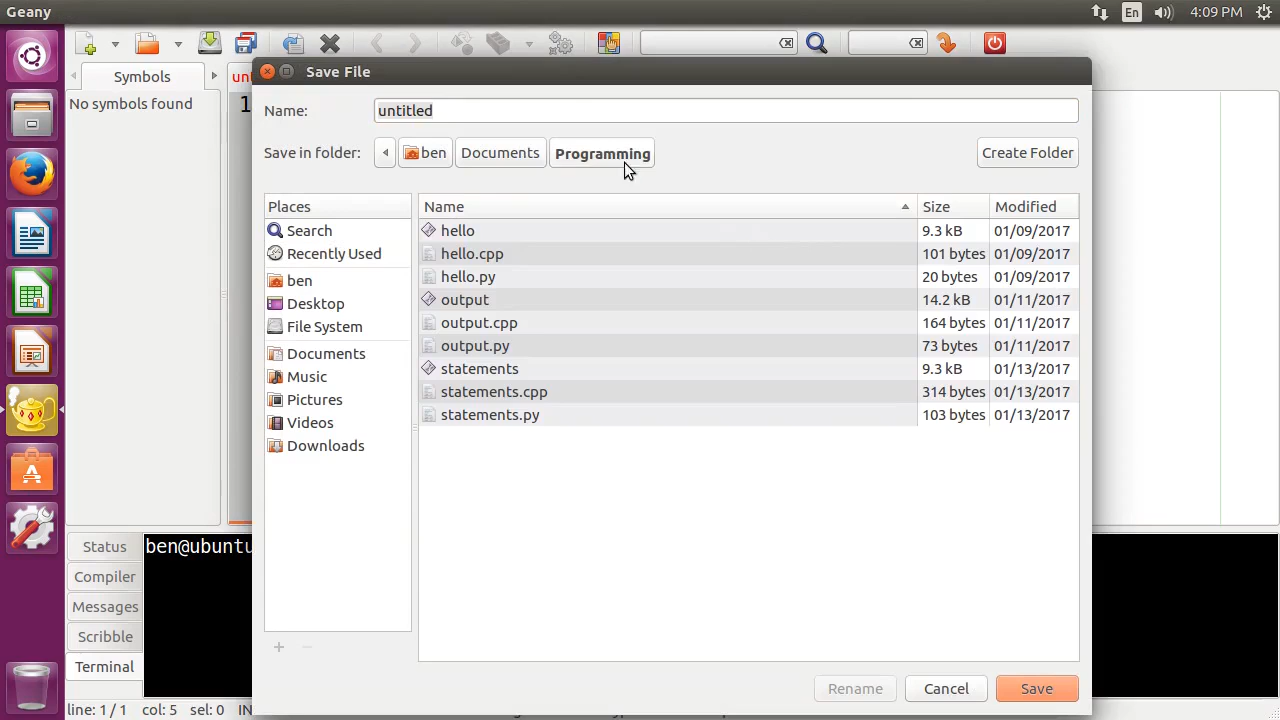 Geany
En
4:09 PM
Symbols
No symbols found
1
Save File
Name:
untitled
Save in folder:
ben
Documents
Programming
Create Folder
Places
Search
Recently Used
ben
Desktop
File System
Documents
Music
Pictures
Videos
Downloads
Name Size Modified
hello 9.3 kB 01/09/2017
hello.cpp 101 bytes 01/09/2017
hello.py 20 bytes 01/09/2017
output 14.2 kB 01/11/2017
output.cpp 164 bytes 01/11/2017
output.py 73 bytes 01/11/2017
statements 9.3 kB 01/13/2017
statements.cpp 314 bytes 01/13/2017
statements.py 103 bytes 01/13/2017
Rename
Cancel
Save
Status
Compiler
Messages
Scribble
Terminal
ben@ubuntu
line: 1 / 1 col: 5 sel: 0 IN